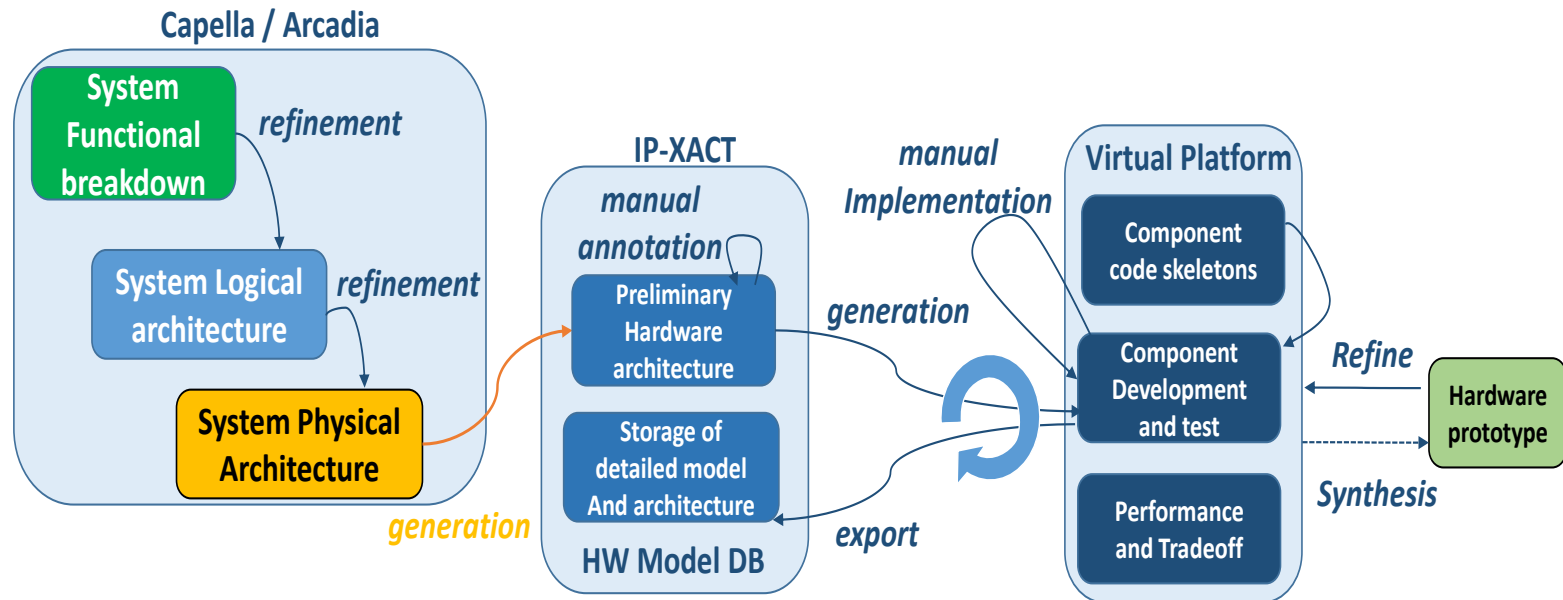 Capella / Arcadia
System
Functional
breakdown
refinement
System Logical
architecture
refinement
System Physical
Architecture
generation
IP-XACT
manual
annotation
Preliminary
Hardware
architecture
Storage of
detailed model
And architecture
HW Model DB
manual
Implementation
generation
export
Virtual Platform
Component
code skeletons
Component
Development
and test
Performance
and Tradeoff
Refine
Synthesis
Hardware
prototype